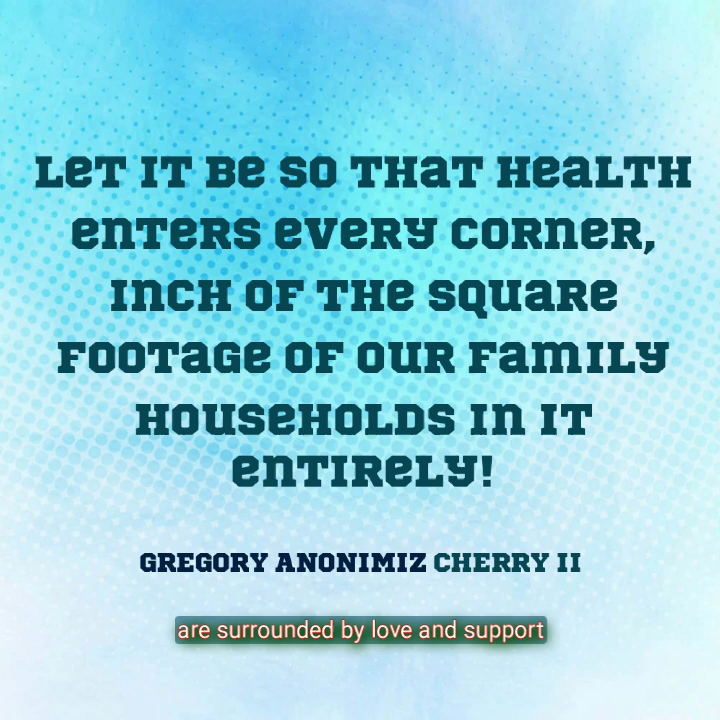 LeT IT Be SO THaT HeaLTH
enTeRS eVeRY CORneR,
InCH OF THe SQUaRe
FOOTaGe OF OUR FamILY
HOUSeHOLDS In IT
enTIReLY!
GREGORY ANONIMIZ CHERRY II
are surrounded by love and support